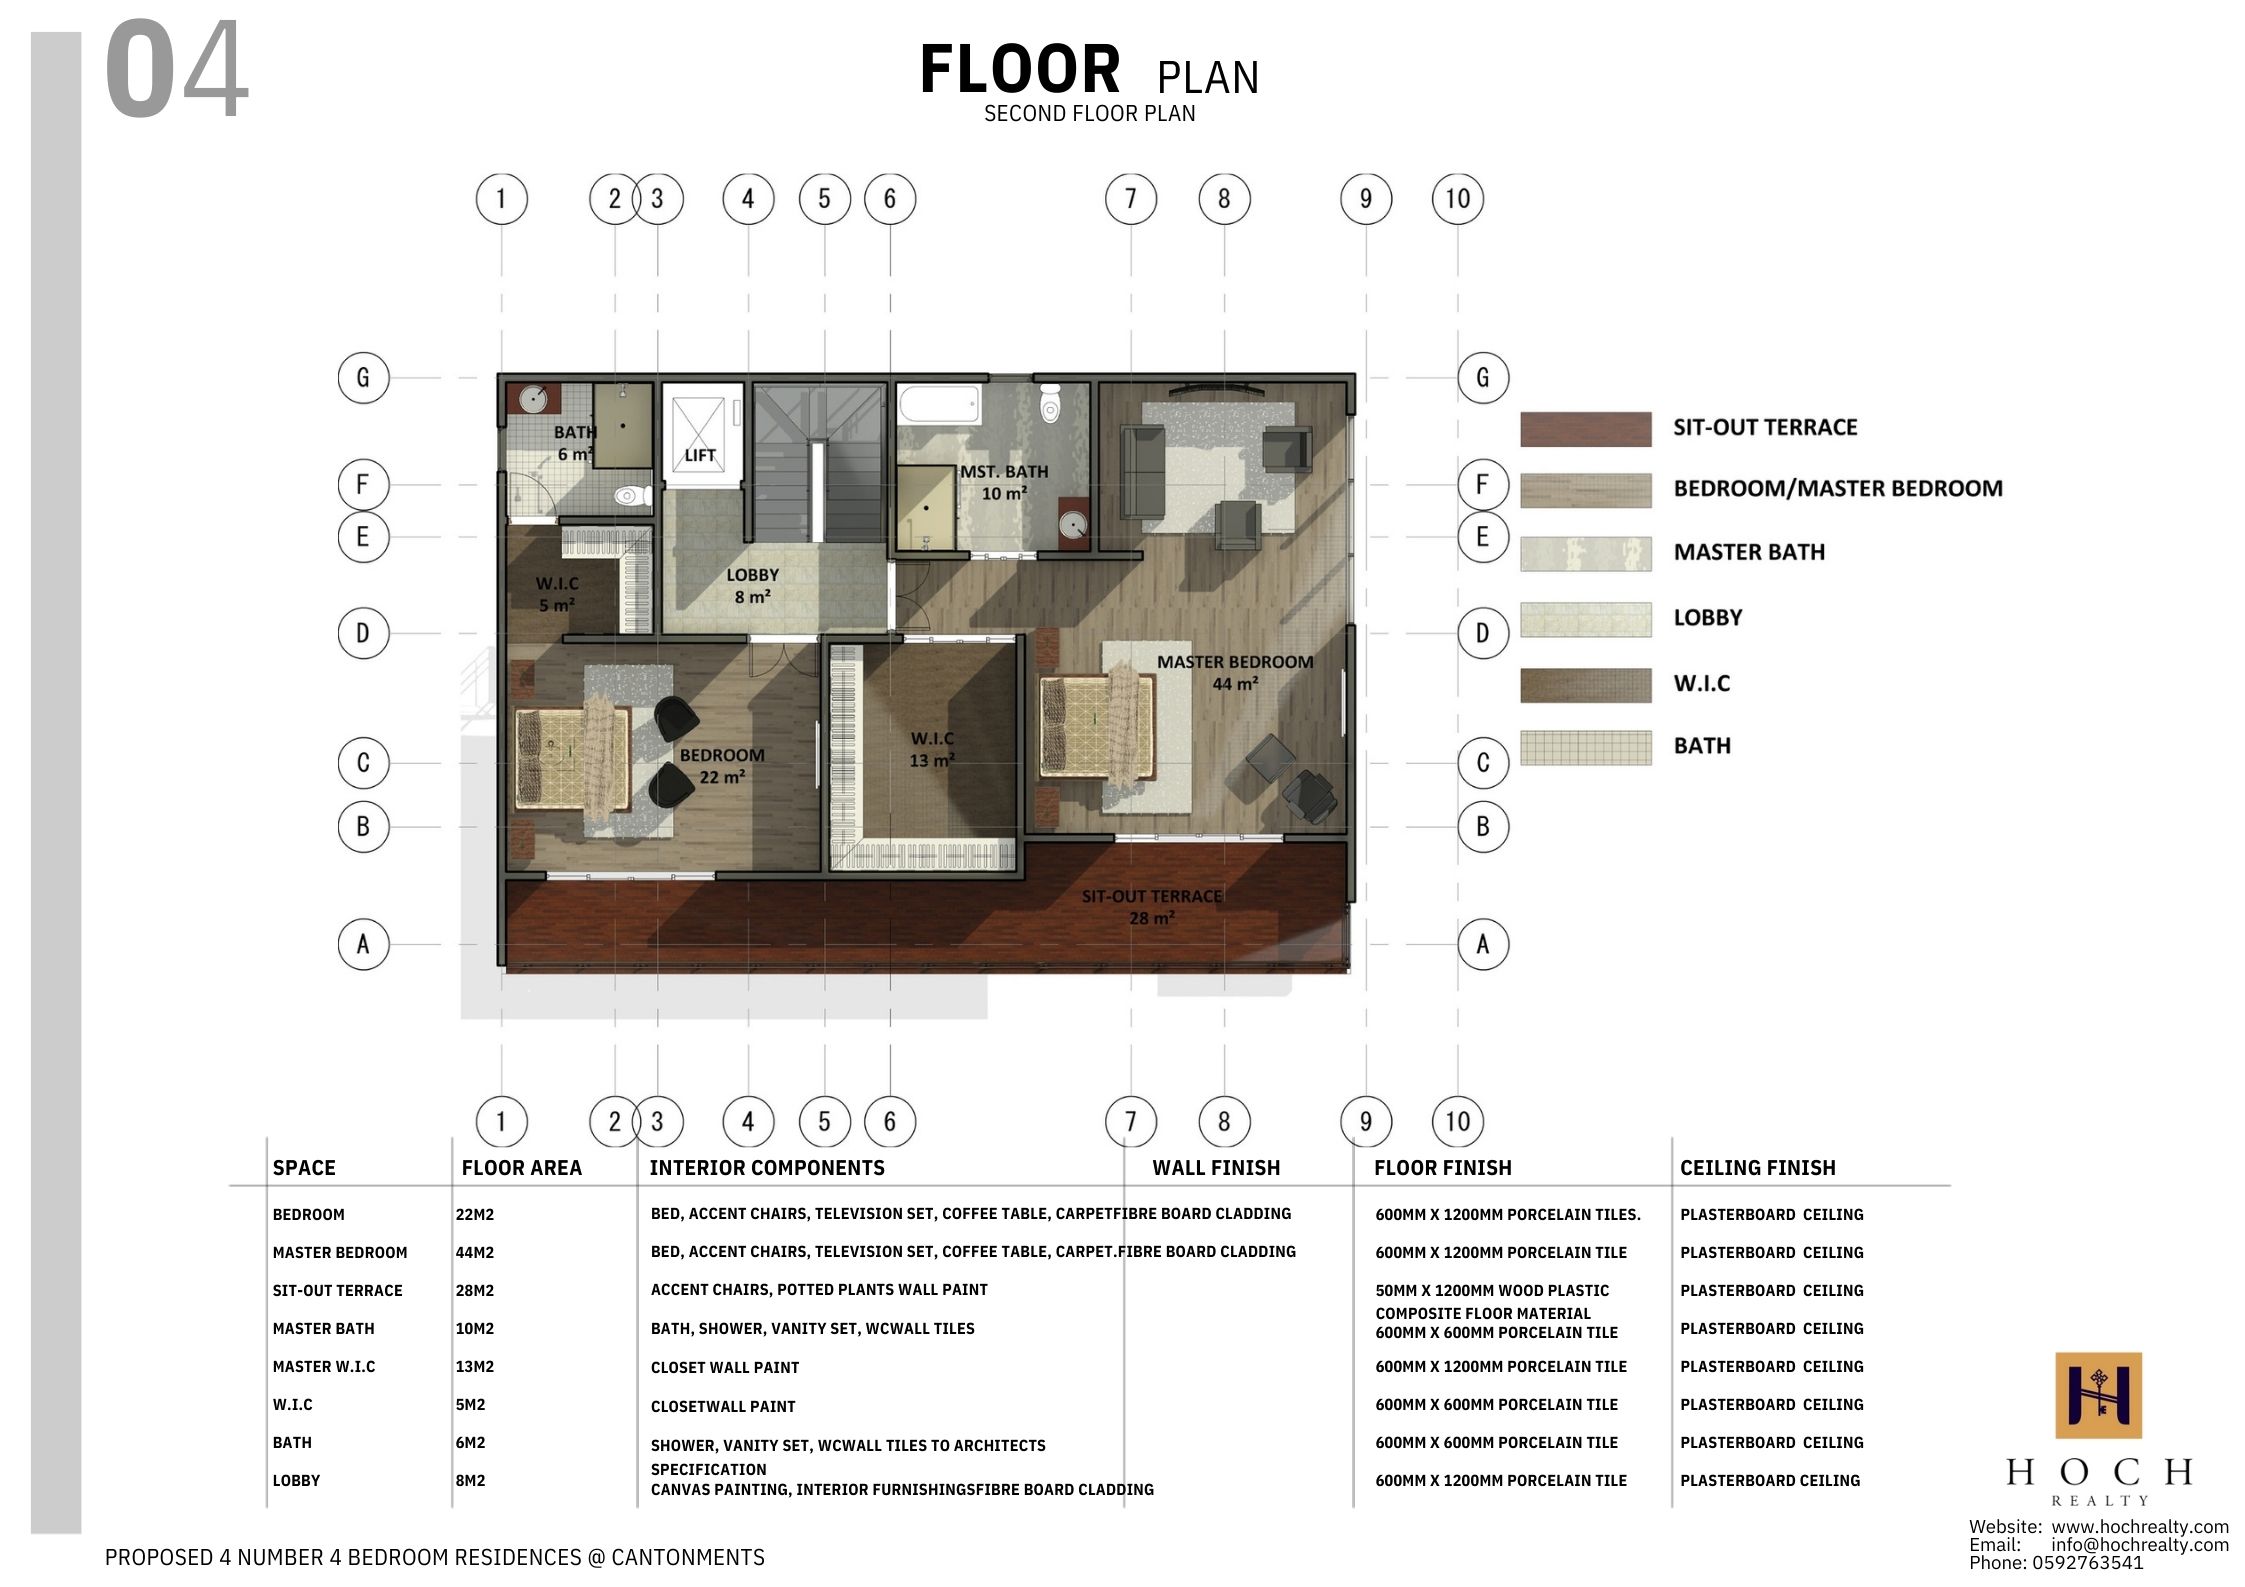 04
FLOOR PLAN
SECOND FLOOR PLAN
1 2 3 4 5 6 7 8 9 10
G G
F F
E E
D D
C C
B B
A A
BATH
6 m²
LIFT
MST. BATH
10 m²
W.I.C
5 m²
LOBBY
8 m²
MASTER BEDROOM
44 m²
BEDROOM
22 m²
W.I.C
13 m²
SIT-OUT TERRACE
28 m²
SIT-OUT TERRACE
BEDROOM/MASTER BEDROOM
MASTER BATH
LOBBY
W.I.C
BATH
1 2 3 4 5 6 7 8 9 10
SPACE FLOOR AREA INTERIOR COMPONENTS WALL FINISH FLOOR FINISH CEILING FINISH
BEDROOM 22M2 BED, ACCENT CHAIRS, TELEVISION SET, COFFEE TABLE, CARPETFIBRE BOARD CLADDING 600MM X 1200MM PORCELAIN TILES. PLASTERBOARD CEILING
MASTER BEDROOM 44M2 BED, ACCENT CHAIRS, TELEVISION SET, COFFEE TABLE, CARPET.FIBRE BOARD CLADDING 600MM X 1200MM PORCELAIN TILE PLASTERBOARD CEILING
SIT-OUT TERRACE 28M2 ACCENT CHAIRS, POTTED PLANTS WALL PAINT 50MM X 1200MM WOOD PLASTIC PLASTERBOARD CEILING
COMPOSITE FLOOR MATERIAL
MASTER BATH 10M2 BATH, SHOWER, VANITY SET, WCWALL TILES 600MM X 600MM PORCELAIN TILE PLASTERBOARD CEILING
MASTER W.I.C 13M2 CLOSET WALL PAINT 600MM X 1200MM PORCELAIN TILE PLASTERBOARD CEILING
W.I.C 5M2 CLOSETWALL PAINT 600MM X 600MM PORCELAIN TILE PLASTERBOARD CEILING
BATH 6M2 SHOWER, VANITY SET, WCWALL TILES TO ARCHITECTS 600MM X 600MM PORCELAIN TILE PLASTERBOARD CEILING
SPECIFICATION
LOBBY 8M2 CANVAS PAINTING, INTERIOR FURNISHINGSFIBRE BOARD CLADDING 600MM X 1200MM PORCELAIN TILE PLASTERBOARD CEILING
HOCH
REALTY
Website: www.hochrealty.com
Email: info@hochrealty.com
Phone: 0592763541
PROPOSED 4 NUMBER 4 BEDROOM RESIDENCES @ CANTONMENTS